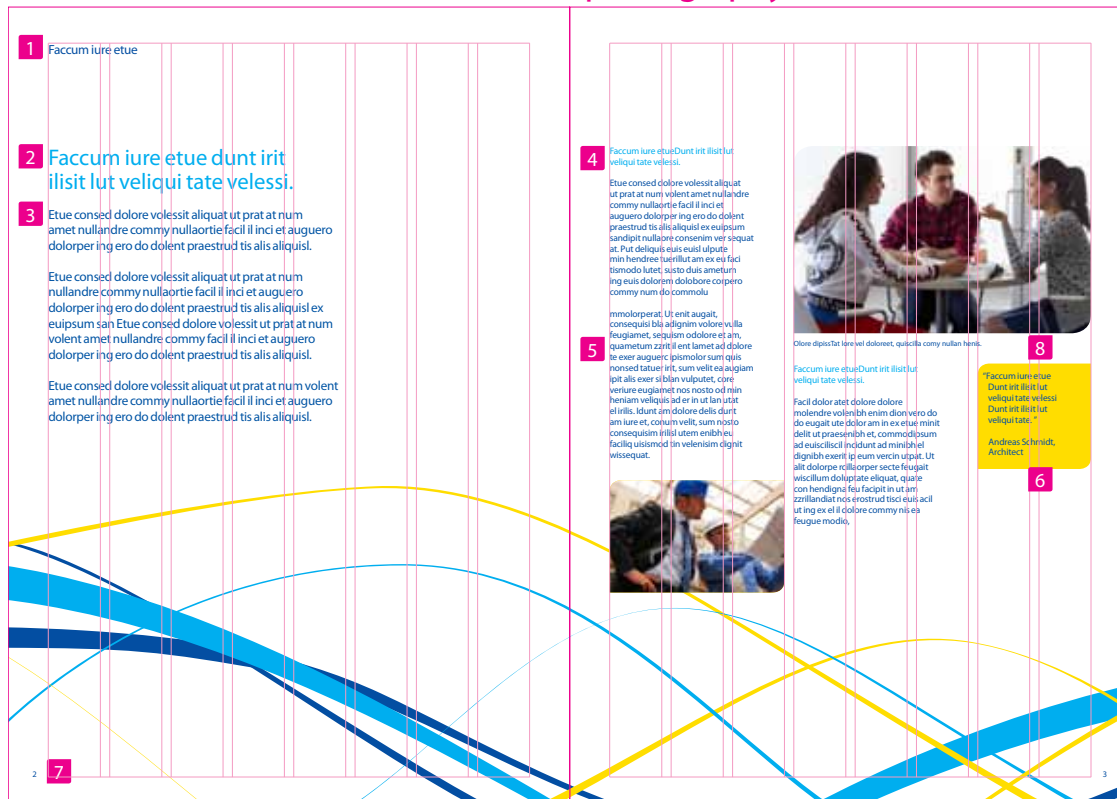 1 Faccum iure etue
2 Faccum iure etue dunt irit
ilisit lut veliqui tate velessi.
3 Etue consed dolore volessit aliquat ut prat at num
amet nullandre commy nullaortie facil il inci et auguero
dolorper ing ero do dolent praestrud tis alis aliquisl.
Etue consed dolore volessit aliquat ut prat at num
nullandre commy nullaortie facil il inci et auguero
dolorper ing ero do dolent praestrud tis alis aliquisl ex
euipsum san Etue consed dolore volessit ut prat at num
volent amet nullandre commy facil il inci et auguero
dolorper ing ero do dolent praestrud tis alis aliquisl.
Etue consed dolore volessit aliquat ut prat at num volent
amet nullandre commy nullaortie facil il inci et auguero
dolorper ing ero do dolent praestrud tis alis aliquisl.
2
7
4 Faccum iure etueDunt irit ilisit lut
veliqui tate velessi.
Etue consed dolore volessit aliquat
ut prat at num volent amet nullandre
commy nullaortie facil il inci et
auguero dolorper ing ero do dolent
praestrud tis alis aliquisl ex euipsum
sandipit nullaore consenim ver sequat
at. Put deliquis euis euisl ulpute
min hendree tuerillut am ex eu faci
tismodo lutet, susto duis ametum
ing euis dolorem dolobore corpero
commy num do commolu
mmolorperat. Ut enit augait,
consequisi bla adignim volore vulla
feugiamet, sequism odolore et am,
5 quametum zzrit il ent lamet ad dolore
te exer auguerc ipismolor sum quis
nonsed tatuer irit, sum velit ea augiam
ipit alis exer si blan vulputet, core
veriure eugiamet nos nosto od min
heniam veliquis ad er in ut lan utat
el irilis. Idunt am dolore delis dunt
am iure et, conum velit, sum nosto
consequisim irilisl utem enibh eu
faciliq uisismod tin velenisim dignit
wissequat.
Olore dipissTat lore vel doloreet, quiscilla comy nullan henis.
8
Faccum iure etueDunt irit ilisit lut
veliqui tate velessi.
Facil dolor atet dolore dolore
molendre volenibh enim dion vero do
do eugait ute dolor am in ex etue minit
delit ut praesenibh et, commodipsum
ad euisciliscil incidunt ad minibh el
dignibh exerit ip eum vercin utpat. Ut
alit dolorpe rcillaorper secte feugait
wiscillum doluptate eliquat, quate
con hendigna feu facipit in ut am
zzrillandiat nos erostrud tisci euis acil
ut ing ex el il dolore commy nis ea
feugue modio,
"Faccum iure etue
Dunt irit ilisit lut
veliqui tate velessi
Dunt irit ilisit lut
veliqui tate. "
Andreas Schmidt,
Architect
6
3